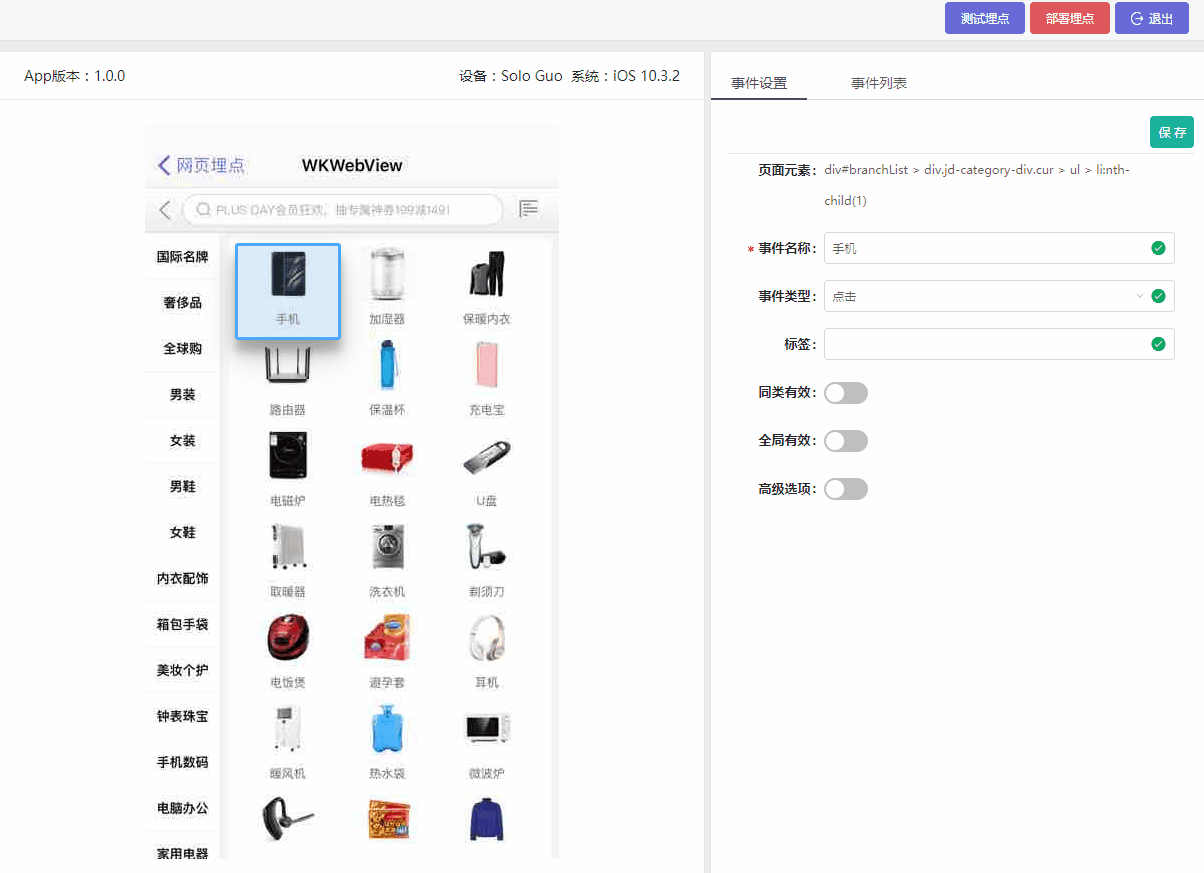 测试埋点 部署埋点 退出
App版本：1.0.0
设备：Solo Guo 系统：iOS 10.3.2
网页埋点 WKWebView
PLUS DAY会员狂欢，抽专属神券199减149!
国际名牌
奢侈品
全球购
男装
女装
男鞋
女鞋
内衣配饰
箱包手袋
美妆个护
钟表珠宝
手机数码
电脑办公
家用电器
手机 加湿器 保暖内衣
路由器 保温杯 充电宝
电磁炉 电热毯 U盘
取暖器 洗衣机 剃须刀
电饭煲 避孕套 耳机
暖风机 热水袋 微波炉
事件设置 事件列表
保存
页面元素: div#branchList > div.jd-category-div.cur > ul > li:nth-
child(1)
* 事件名称: 手机
事件类型: 点击
标签:
同类有效:
全局有效:
高级选项: